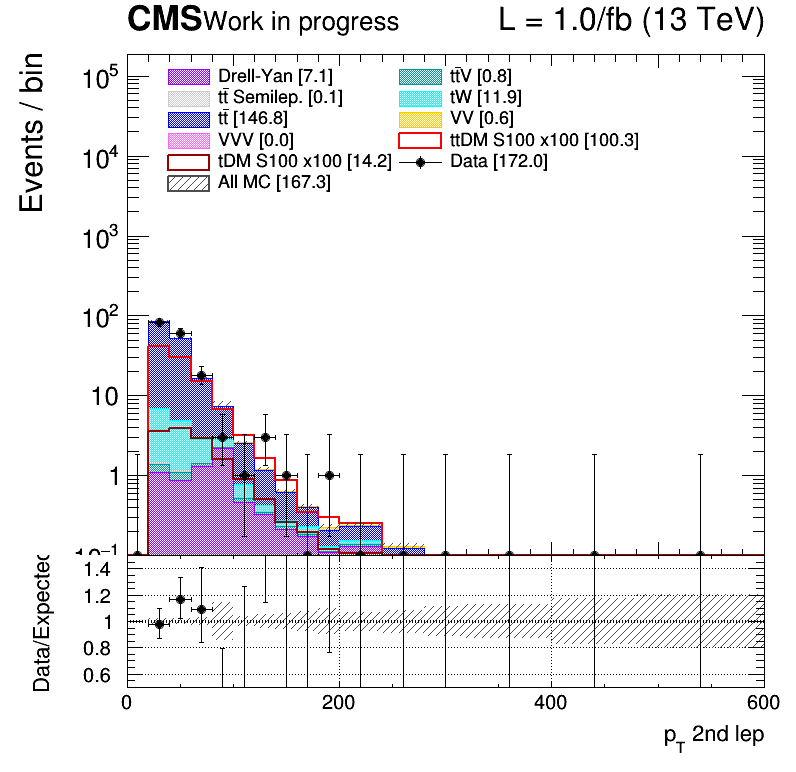 CMS Work in progress L = 1.0/fb (13 TeV)
Events / bin
Drell-Yan [7.1]
tt̄ Semilep. [0.1]
tt̄ [146.8]
VVV [0.0]
tDM S100 x100 [14.2]
All MC [167.3]
tt̄V [0.8]
tW [11.9]
VV [0.6]
ttDM S100 x100 [100.3]
Data [172.0]
10⁵
10⁴
10³
10²
10
1
10⁻¹
Data/Expected
1.4
1.2
1
0.8
0.6
0 200 400 600
p_T 2nd lep